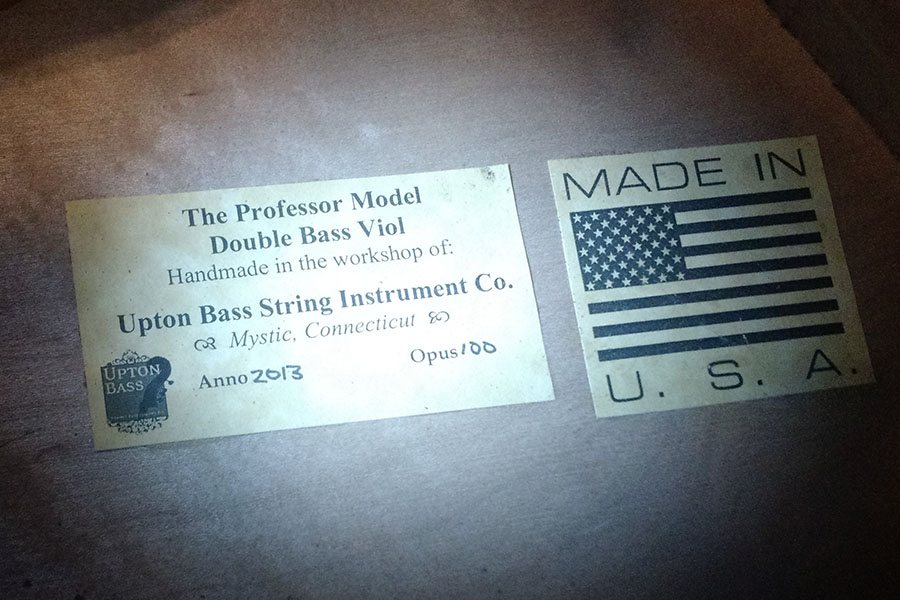 The Professor Model
Double Bass Viol
Handmade in the workshop of:
Upton Bass String Instrument Co.
Mystic, Connecticut
Anno 2013
Opus 100
UPTON
BASS
MADE IN
U. S. A.